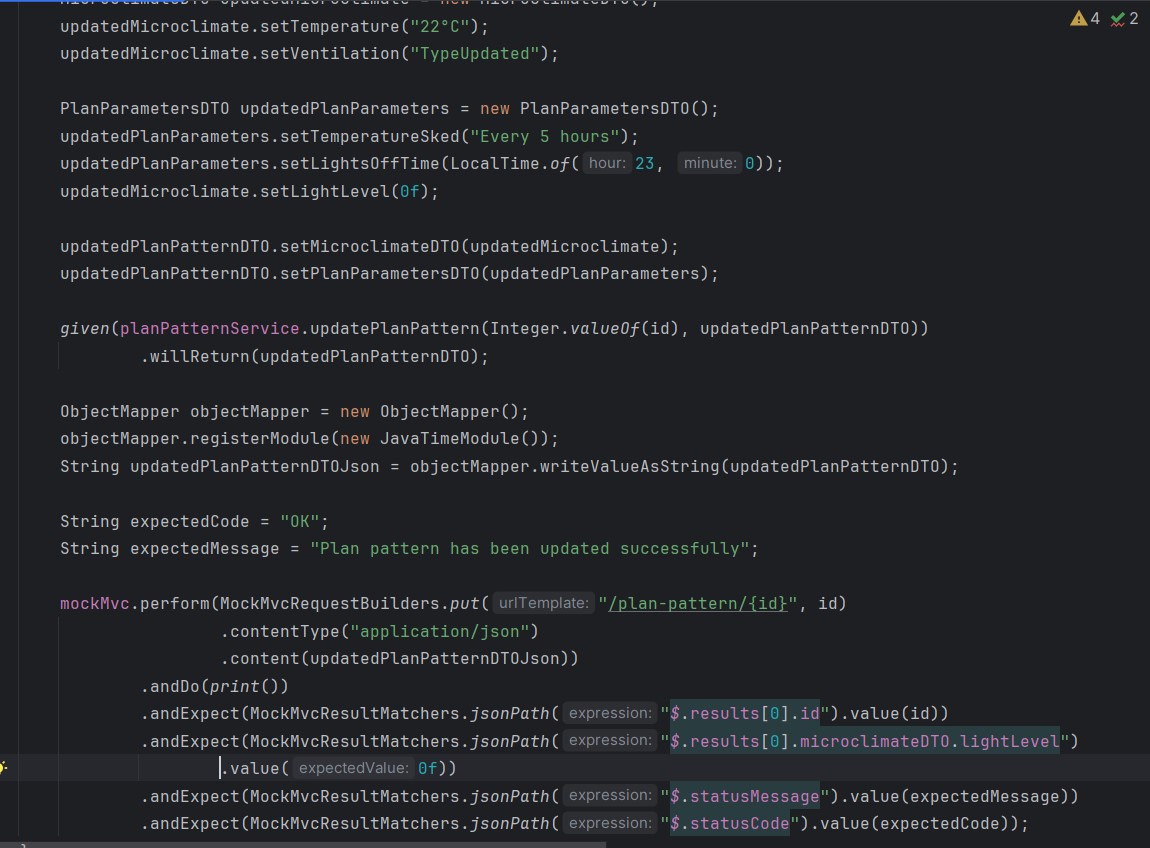 MicroclimateDTO updatedMicroclimate = new MicroclimateDTO();
updatedMicroclimate.setTemperature("22°C");
updatedMicroclimate.setVentilation("TypeUpdated");
PlanParametersDTO updatedPlanParameters = new PlanParametersDTO();
updatedPlanParameters.setTemperatureSked("Every 5 hours");
updatedPlanParameters.setLightsOffTime(LocalTime.of( hour: 23, minute: 0));
updatedMicroclimate.setLightLevel(0f);
updatedPlanPatternDTO.setMicroclimateDTO(updatedMicroclimate);
updatedPlanPatternDTO.setPlanParametersDTO(updatedPlanParameters);
given(planPatternService.updatePlanPattern(Integer.valueOf(id), updatedPlanPatternDTO))
.willReturn(updatedPlanPatternDTO);
ObjectMapper objectMapper = new ObjectMapper();
objectMapper.registerModule(new JavaTimeModule());
String updatedPlanPatternDTOJson = objectMapper.writeValueAsString(updatedPlanPatternDTO);
String expectedCode = "OK";
String expectedMessage = "Plan pattern has been updated successfully";
mockMvc.perform(MockMvcRequestBuilders.put( urlTemplate: "/plan-pattern/{id}", id)
.contentType("application/json")
.content(updatedPlanPatternDTOJson))
.andDo(print())
.andExpect(MockMvcResultMatchers.jsonPath( expression: "$.results[0].id").value(id))
.andExpect(MockMvcResultMatchers.jsonPath( expression: "$.results[0].microclimateDTO.lightLevel")
.value( expectedValue: 0f))
.andExpect(MockMvcResultMatchers.jsonPath( expression: "$.statusMessage").value(expectedMessage))
.andExpect(MockMvcResultMatchers.jsonPath( expression: "$.statusCode").value(expectedCode));
4 2